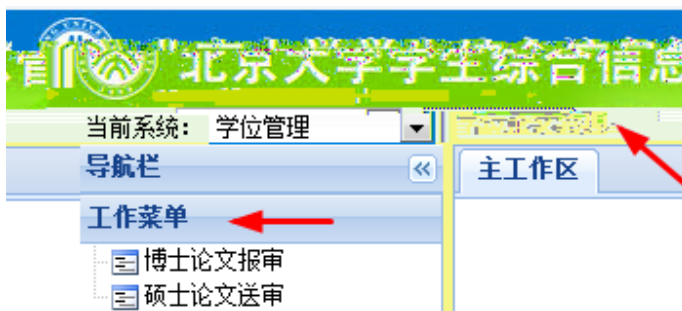 北京大学学生综合信息
当前系统： 学位管理
导航栏
主工作区
工作菜单
博士论文报审
硕士论文送审